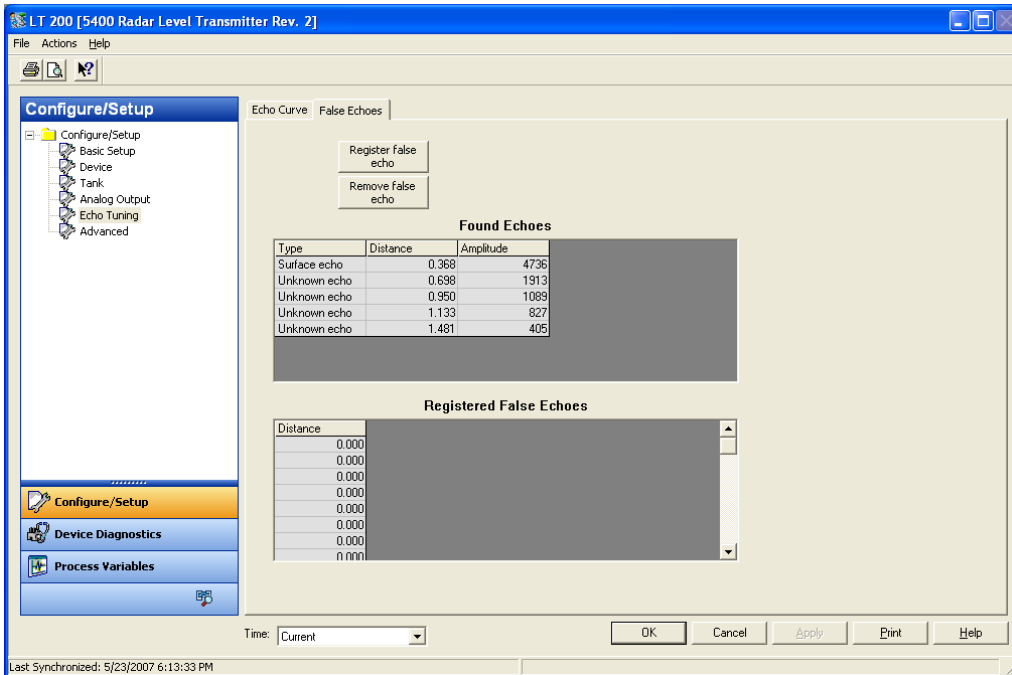 LT 200 [5400 Radar Level Transmitter Rev. 2]
File Actions Help
Configure/Setup
Configure/Setup
Basic Setup
Device
Tank
Analog Output
Echo Tuning
Advanced
Configure/Setup
Device Diagnostics
Process Variables
Echo Curve False Echoes
Register false
echo
Remove false
echo
Found Echoes
Type Distance Amplitude
Surface echo 0.368 4736
Unknown echo 0.698 1913
Unknown echo 0.950 1089
Unknown echo 1.133 827
Unknown echo 1.481 405
Registered False Echoes
Distance
0.000
0.000
0.000
0.000
0.000
0.000
0.000
0.000
Time: Current
OK Cancel Apply Print Help
Last Synchronized: 5/23/2007 6:13:33 PM